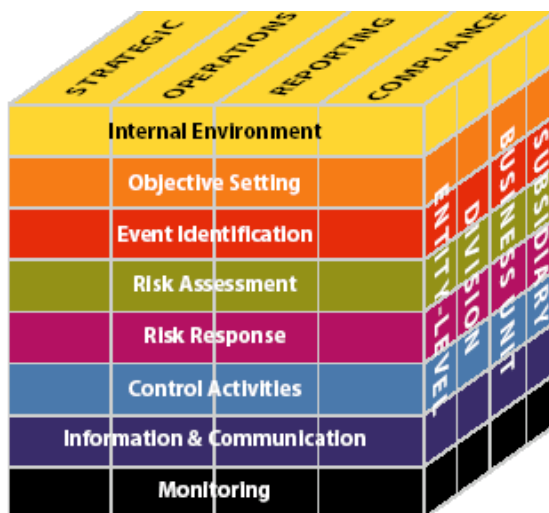 STRATEGIC
OPERATIONS
REPORTING
COMPLIANCE
Internal Environment
Objective Setting
Event Identification
Risk Assessment
Risk Response
Control Activities
Information & Communication
Monitoring
ENTITY-LEVEL
DIVISION
BUSINESS UNIT
SUBSIDIARY